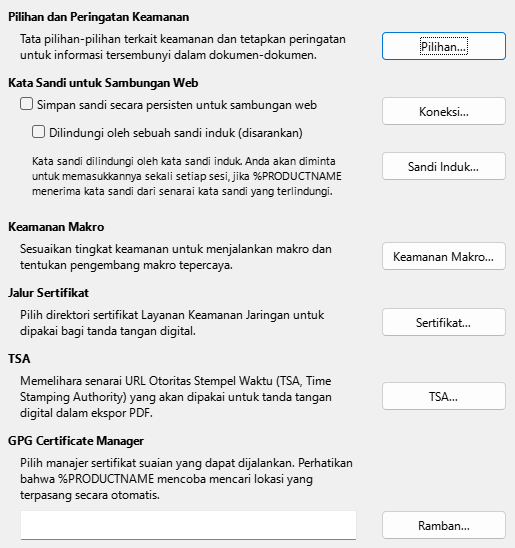 Pilihan dan Peringatan Keamanan
Tata pilihan-pilihan terkait keamanan dan tetapkan peringatan
untuk informasi tersembunyi dalam dokumen-dokumen.
Pilihan...
Kata Sandi untuk Sambungan Web
Simpan sandi secara persisten untuk sambungan web
Koneksi...
Dilindungi oleh sebuah sandi induk (disarankan)
Kata sandi dilindungi oleh kata sandi induk. Anda akan diminta
untuk memasukkannya sekali setiap sesi, jika %PRODUCTNAME
menerima kata sandi dari senarai kata sandi yang terlindungi.
Sandi Induk...
Keamanan Makro
Sesuaikan tingkat keamanan untuk menjalankan makro dan
tentukan pengembang makro tepercaya.
Keamanan Makro...
Jalur Sertifikat
Pilih direktori sertifikat Layanan Keamanan Jaringan untuk
dipakai bagi tanda tangan digital.
Sertifikat...
TSA
Memelihara senarai URL Otoritas Stempel Waktu (TSA, Time
Stamping Authority) yang akan dipakai untuk tanda tangan
digital dalam ekspor PDF.
TSA...
GPG Certificate Manager
Pilih manajer sertifikat suaian yang dapat dijalankan. Perhatikan
bahwa %PRODUCTNAME mencoba mencari lokasi yang
terpasang secara otomatis.
Ramban...